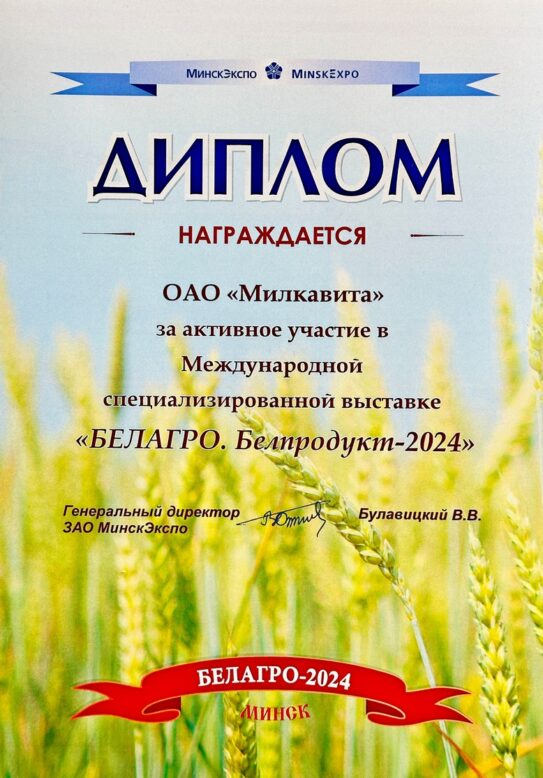 МинскЭкспо MinskExpo
ДИПЛОМ
НАГРАЖДАЕТСЯ
ОАО «Милкавита»
за активное участие в
Международной
специализированной выставке
«БЕЛАГРО. Белпродукт-2024»
Генеральный директор Булавицкий В.В.
ЗАО МинскЭкспо
БЕЛАГРО-2024
МИНСК